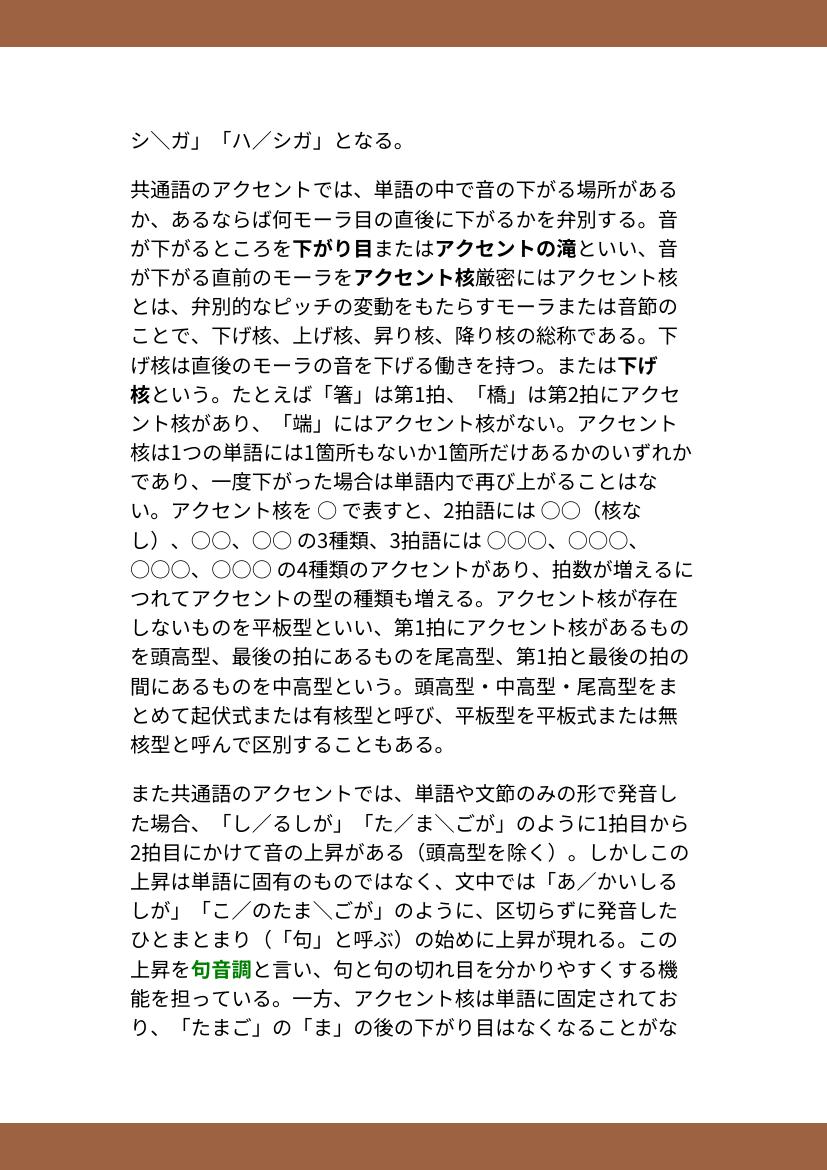 シ＼ガ」「ハ／シガ」となる。
共通語のアクセントでは、単語の中で音の下がる場所がある
か、あるならば何モーラ目の直後に下がるかを弁別する。音
が下がるところを下がり目またはアクセントの滝といい、音
が下がる直前のモーラをアクセント核厳密にはアクセント核
とは、弁別的なピッチの変動をもたらすモーラまたは音節の
ことで、下げ核、上げ核、昇り核、降り核の総称である。下
げ核は直後のモーラの音を下げる働きを持つ。または下げ
核という。たとえば「箸」は第1拍、「橋」は第2拍にアクセ
ント核があり、「端」にはアクセント核がない。アクセント
核は1つの単語には1箇所もないか1箇所だけあるかのいずれか
であり、一度下がった場合は単語内で再び上がることはな
い。アクセント核を ○ で表すと、2拍語には ○○（核な
し）、○○、○○ の3種類、3拍語には ○○○、○○○、
○○○、○○○ の4種類のアクセントがあり、拍数が増えるに
つれてアクセントの型の種類も増える。アクセント核が存在
しないものを平板型といい、第1拍にアクセント核があるもの
を頭高型、最後の拍にあるものを尾高型、第1拍と最後の拍の
間にあるものを中高型という。頭高型・中高型・尾高型をま
とめて起伏式または有核型と呼び、平板型を平板式または無
核型と呼んで区別することもある。
また共通語のアクセントでは、単語や文節のみの形で発音し
た場合、「し／るしが」「た／ま＼ごが」のように1拍目から
2拍目にかけて音の上昇がある（頭高型を除く）。しかしこの
上昇は単語に固有のものではなく、文中では「あ／かいしる
しが」「こ／のたま＼ごが」のように、区切らずに発音した
ひとまとまり（「句」と呼ぶ）の始めに上昇が現れる。この
上昇を句音調と言い、句と句の切れ目を分かりやすくする機
能を担っている。一方、アクセント核は単語に固定されてお
り、「たまご」の「ま」の後の下がり目はなくなることがな